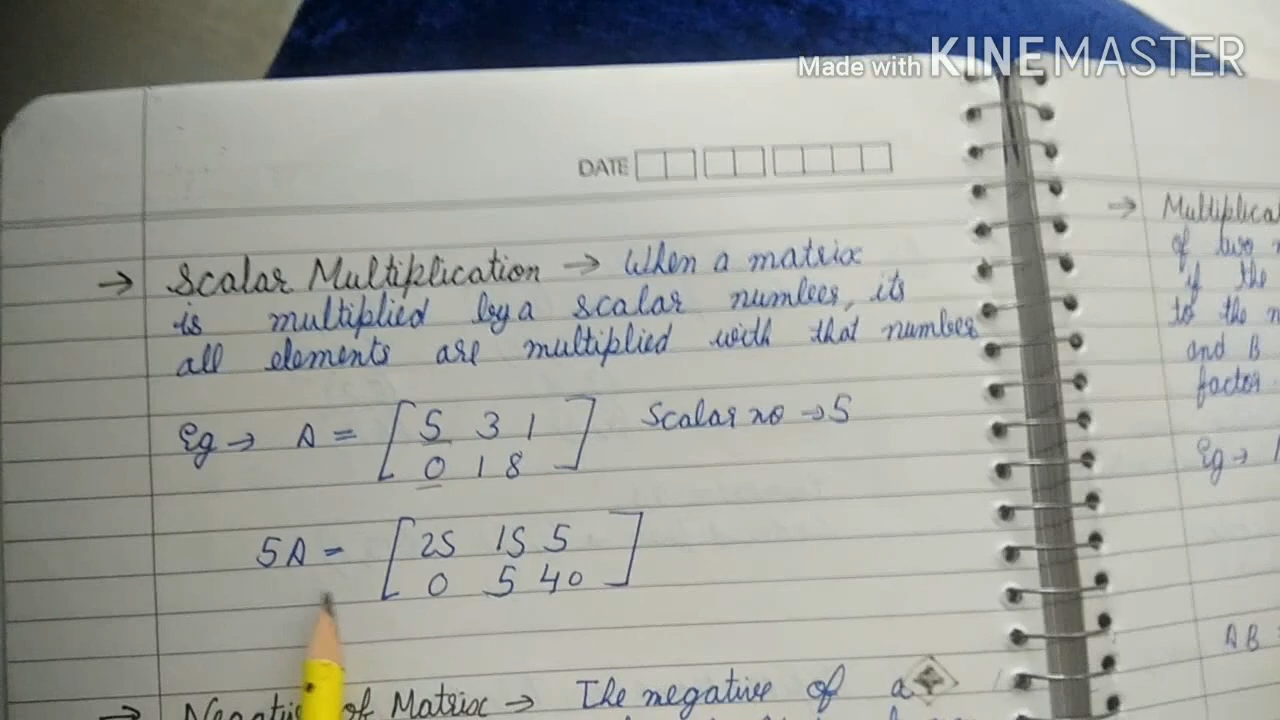 Made with KINEMASTER
DATE
→ Scalar Multiplication → When a matrix
is multiplied by a scalar number, its
all elements are multiplied with that number
Eg → A = [ 5 3 1 Scalar no → 5
0 1 8 ]
5A = [ 25 15 5
0 5 40 ]
→ Negative of Matrix → The negative of a
→
of two
if the
to the
and B
factor
Eg →
AB